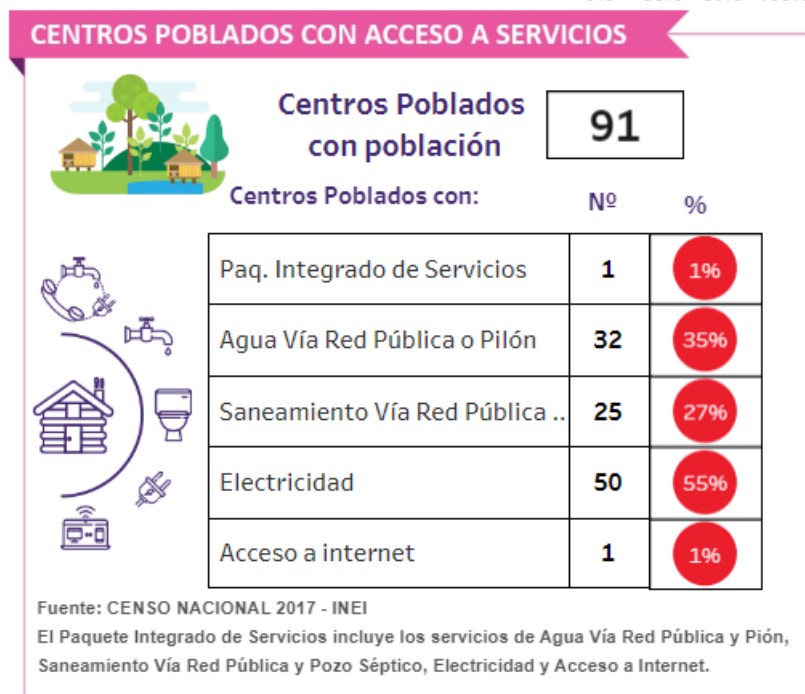 CENTROS POBLADOS CON ACCESO A SERVICIOS
Centros Poblados
con población
91
Centros Poblados con: Nº %
Paq. Integrado de Servicios 1 1%
Agua Vía Red Pública o Pilón 32 35%
Saneamiento Vía Red Pública .. 25 27%
Electricidad 50 55%
Acceso a internet 1 1%
Fuente: CENSO NACIONAL 2017 - INEI
El Paquete Integrado de Servicios incluye los servicios de Agua Vía Red Pública y Pión,
Saneamiento Vía Red Pública y Pozo Séptico, Electricidad y Acceso a Internet.